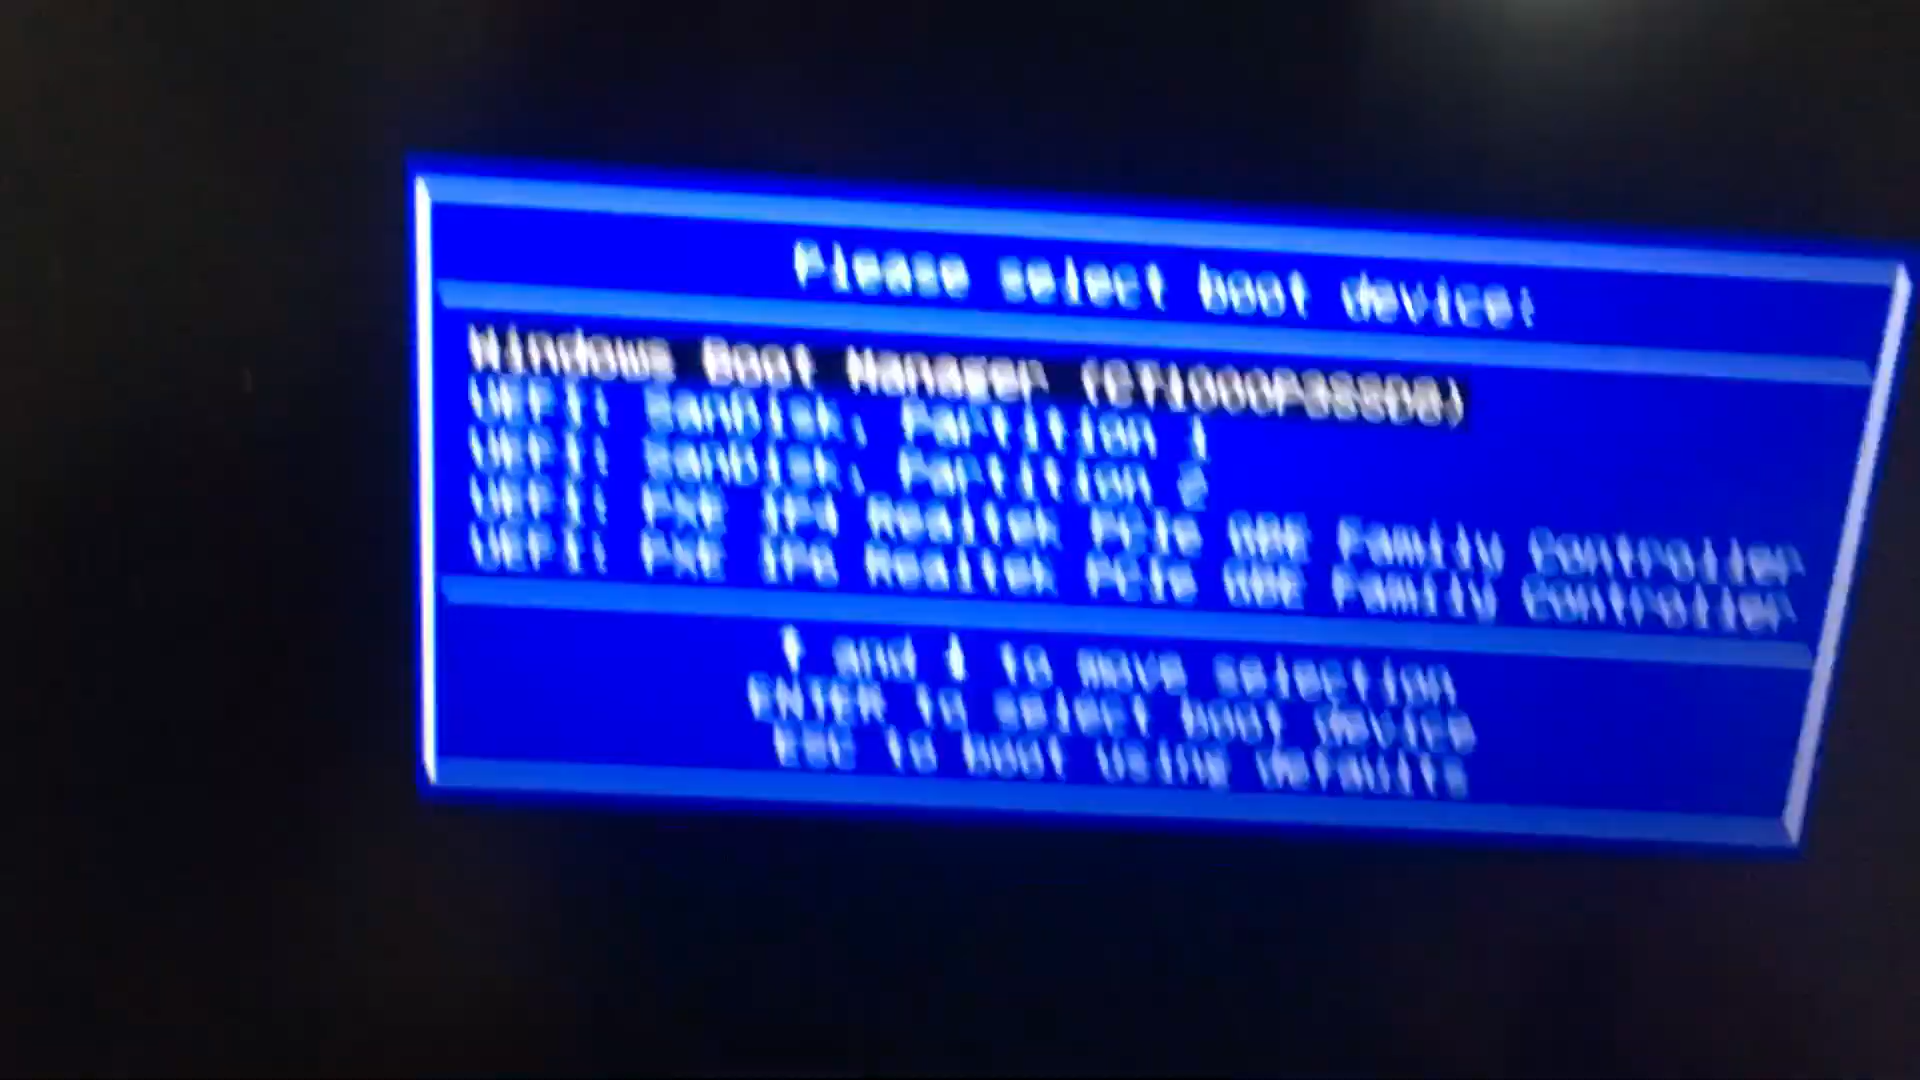 Please select boot device:
Windows Boot Manager (CT1000P3SSD8)
UEFI: SanDisk, Partition 1
UEFI: SanDisk, Partition 2
UEFI: PXE IP4 Realtek PCIe GBE Family Controller
UEFI: PXE IP6 Realtek PCIe GBE Family Controller
↑ and ↓ to move selection
ENTER to select boot device
ESC to boot using defaults